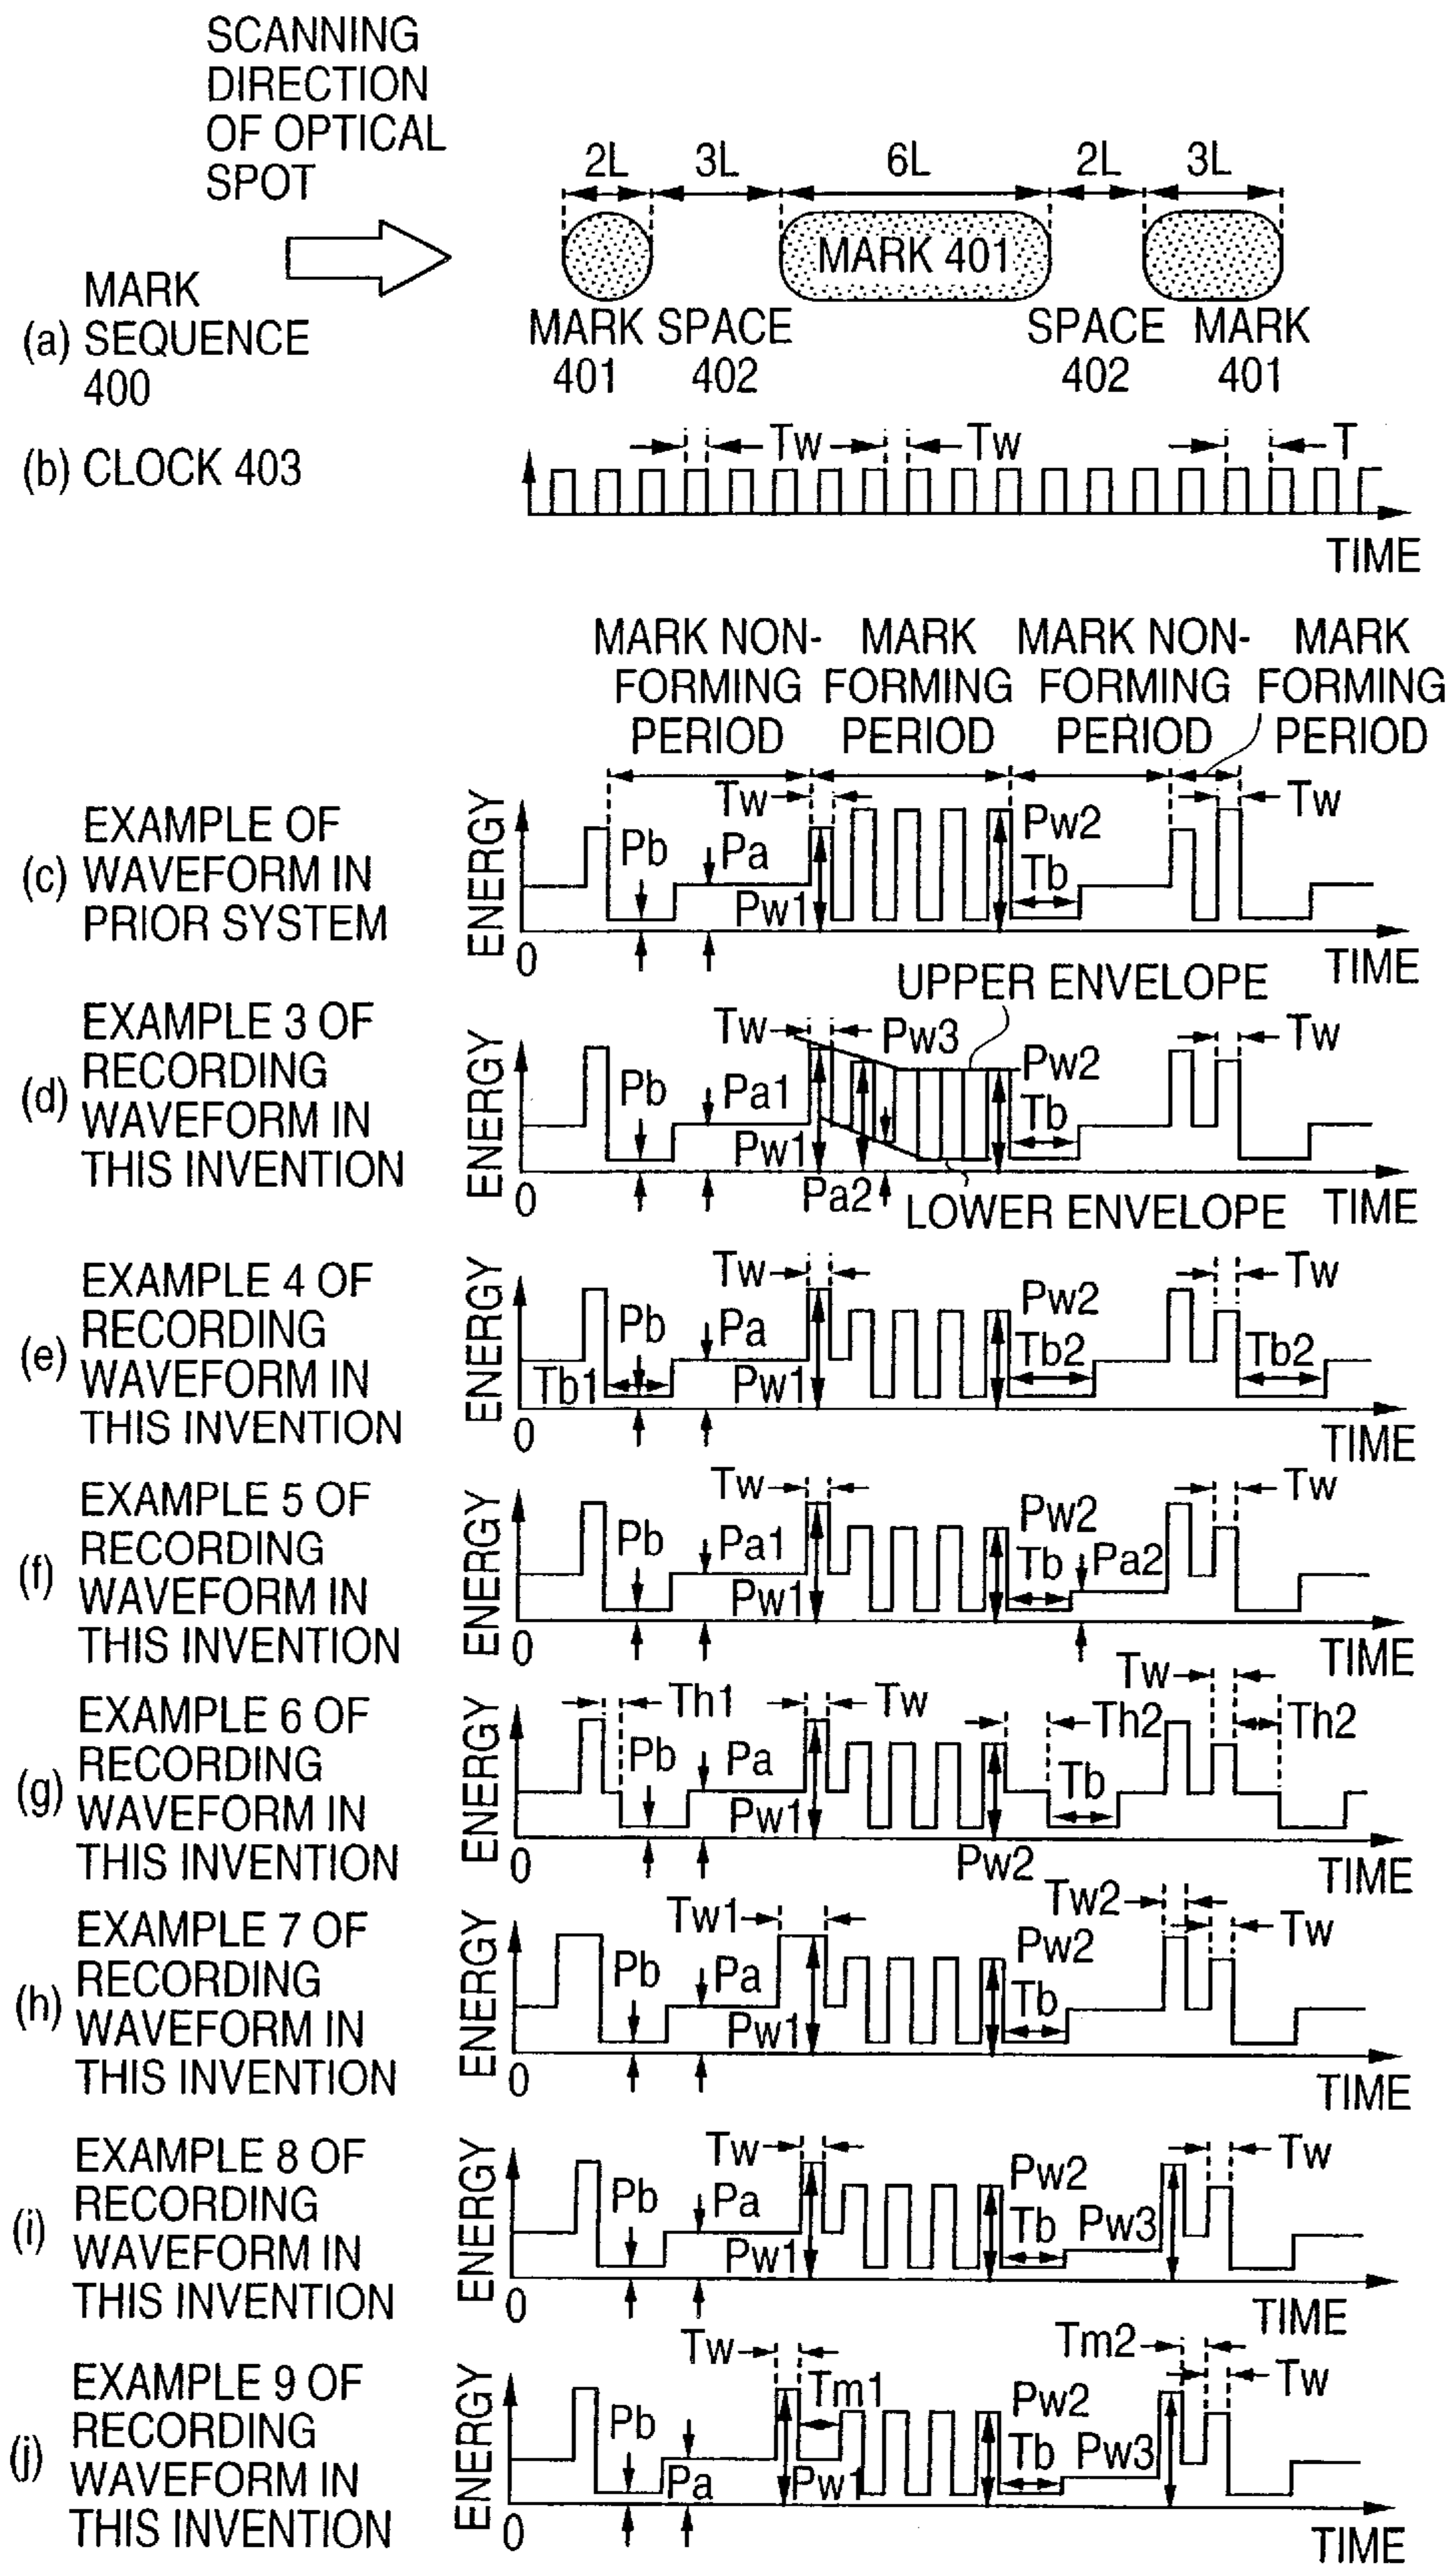 SCANNING
DIRECTION
OF OPTICAL
SPOT
2L 3L 6L 2L 3L
MARK 401
(a) MARK SEQUENCE 400
MARK 401
SPACE 402
SPACE 402
MARK 401
(b) CLOCK 403
Tw Tw T
TIME
MARK NON-FORMING PERIOD
MARK FORMING PERIOD
MARK NON-FORMING PERIOD
MARK FORMING PERIOD
(c) EXAMPLE OF
WAVEFORM IN
PRIOR SYSTEM
ENERGY
Tw Tw
Pb Pa Pw1 Pw2 Tb
0 TIME
UPPER ENVELOPE
(d) EXAMPLE 3 OF
RECORDING
WAVEFORM IN
THIS INVENTION
ENERGY
Tw Pw3 Tw
Pb Pa1 Pw1 Pw2 Tb
0 Pa2 LOWER ENVELOPE TIME
(e) EXAMPLE 4 OF
RECORDING
WAVEFORM IN
THIS INVENTION
ENERGY
Tw Tw
Pb Pa Pw2
Tb1 Pw1 Tb2 Tb2
0 TIME
(f) EXAMPLE 5 OF
RECORDING
WAVEFORM IN
THIS INVENTION
ENERGY
Tw Tw
Pb Pa1 Pw2
Pw1 Tb Pa2
0 TIME
(g) EXAMPLE 6 OF
RECORDING
WAVEFORM IN
THIS INVENTION
ENERGY
Tw
Th1 Tw Th2 Th2
Pb Pa Pw1 Tb
0 Pw2 TIME
(h) EXAMPLE 7 OF
RECORDING
WAVEFORM IN
THIS INVENTION
ENERGY
Tw2
Tw1 Tw
Pb Pa Pw2
Pw1 Tb
0 TIME
(i) EXAMPLE 8 OF
RECORDING
WAVEFORM IN
THIS INVENTION
ENERGY
Tw Tw
Pb Pa Pw2
Pw1 Tb Pw3
0 TIME
(j) EXAMPLE 9 OF
RECORDING
WAVEFORM IN
THIS INVENTION
ENERGY
Tw Tm2
Tm1 Tw
Pb Pw2
Pa Pw1 Tb Pw3
0 TIME